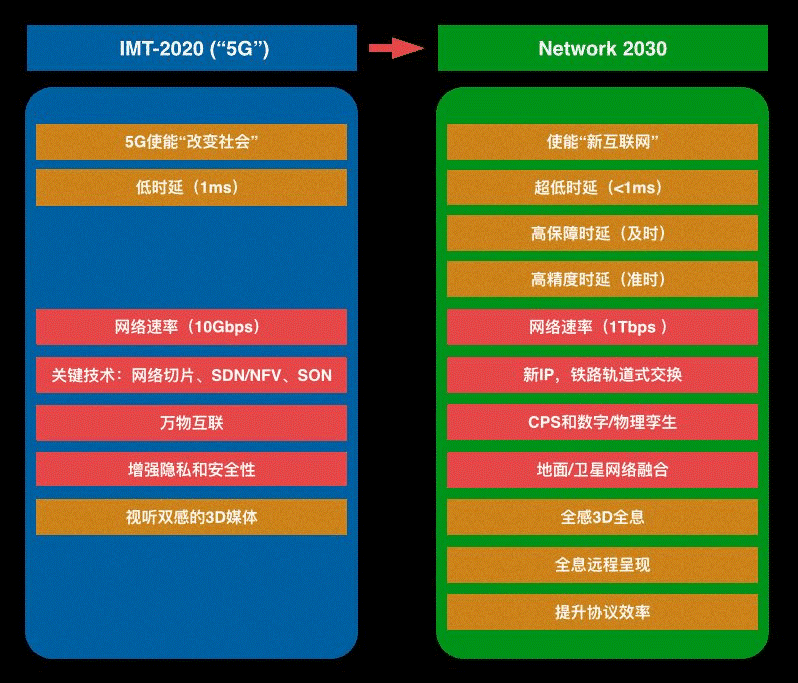 IMT-2020 (“5G”)
Network 2030
5G使能“改变社会”
低时延（1ms）
网络速率（10Gbps）
关键技术：网络切片、SDN/NFV、SON
万物互联
增强隐私和安全性
视听双感的3D媒体
使能“新互联网”
超低时延（<1ms）
高保障时延（及时）
高精度时延（准时）
网络速率（1Tbps ）
新IP，铁路轨道式交换
CPS和数字/物理孪生
地面/卫星网络融合
全感3D全息
全息远程呈现
提升协议效率